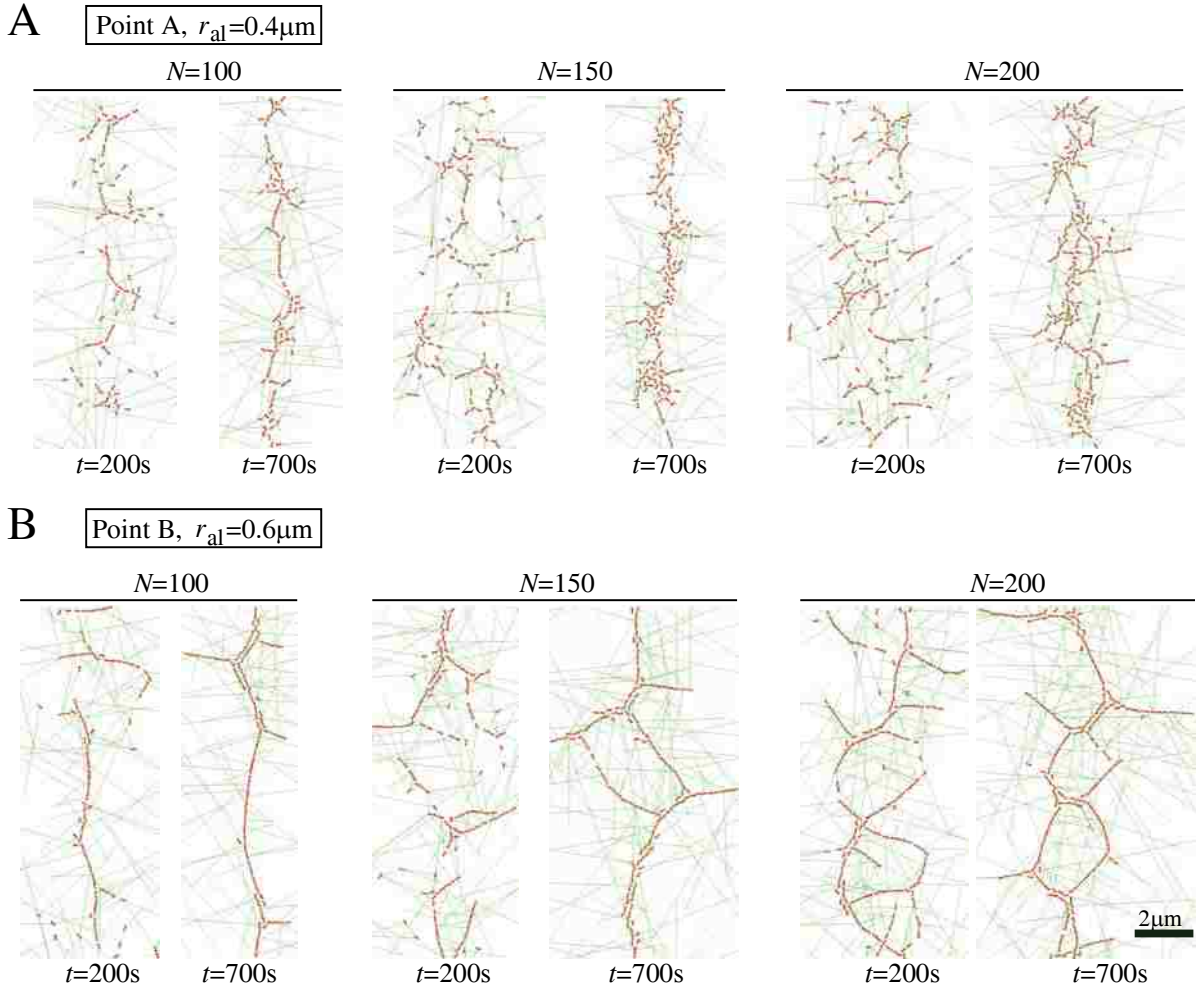 A
Point A, r_al=0.4μm
N=100 N=150 N=200
t=200s t=700s t=200s t=700s t=200s t=700s
B
Point B, r_al=0.6μm
N=100 N=150 N=200
2μm
t=200s t=700s t=200s t=700s t=200s t=700s